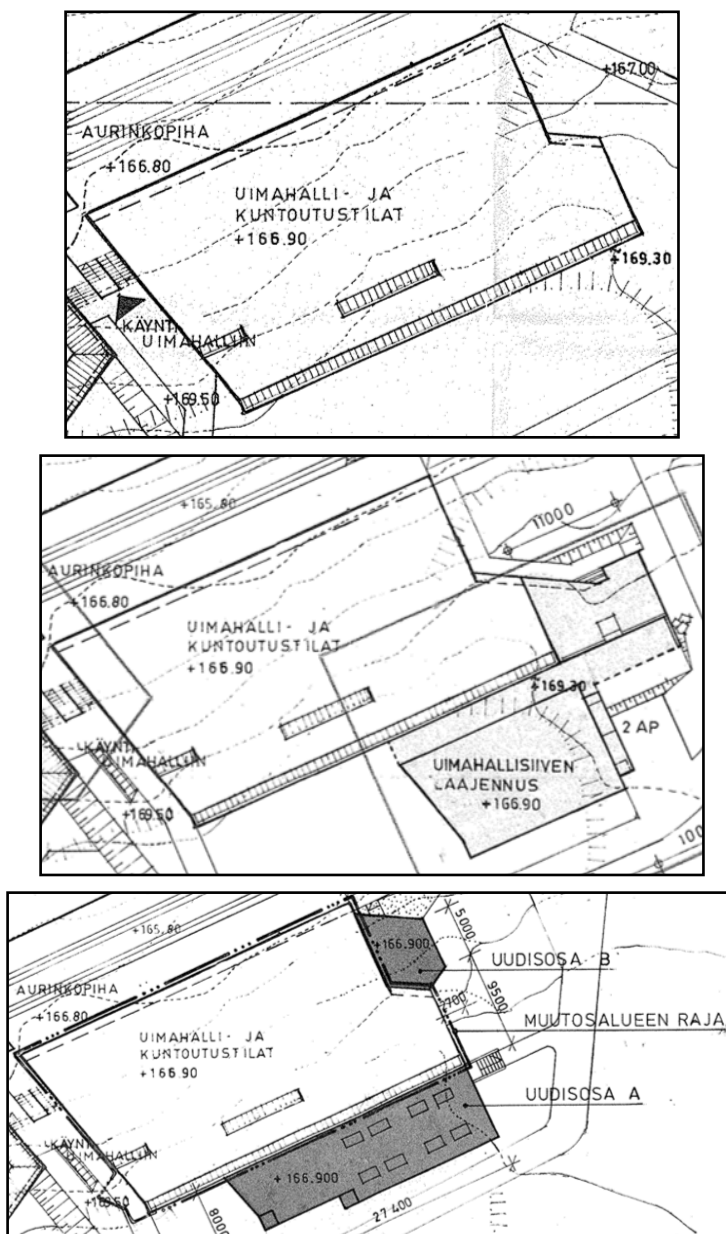 +167.00
AURINKOPIHA
+166.80
UIMAHALLI - JA
KUNTOUTUSTILAT
+166.90
+169.30
KÄYNTI
UIMAHALLIIN
+169.50
+165.80
11000
AURINKOPIHA
+166.80
UIMAHALLI - JA
KUNTOUTUSTILAT
+166.90
+169.30
2 AP
KÄYNTI
UIMAHALLIIN
UIMAHALLISIIVEN
LAAJENNUS
+166.90
+169.50
+165.80
+166.900
5000
UUDISOSA B
9500
AURINKOPIHA
+166.80
UIMAHALLI - JA
KUNTOUTUSTILAT
+166.90
MUUTOSALUEEN RAJA
UUDISOSA A
KÄYNTI
UIMAHALLIIN
+166.900
+169.50
8000
27 400